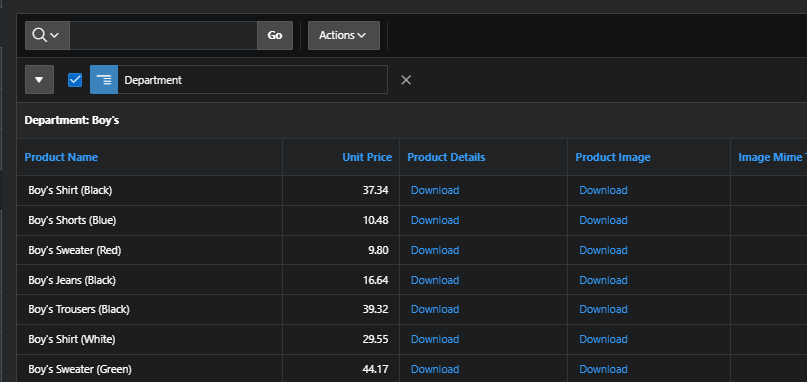 Go Actions
Department
Department: Boy's
Product Name Unit Price Product Details Product Image Image Mime
Boy's Shirt (Black) 37.34 Download Download
Boy's Shorts (Blue) 10.48 Download Download
Boy's Sweater (Red) 9.80 Download Download
Boy's Jeans (Black) 16.64 Download Download
Boy's Trousers (Black) 39.32 Download Download
Boy's Shirt (White) 29.55 Download Download
Boy's Sweater (Green) 44.17 Download Download